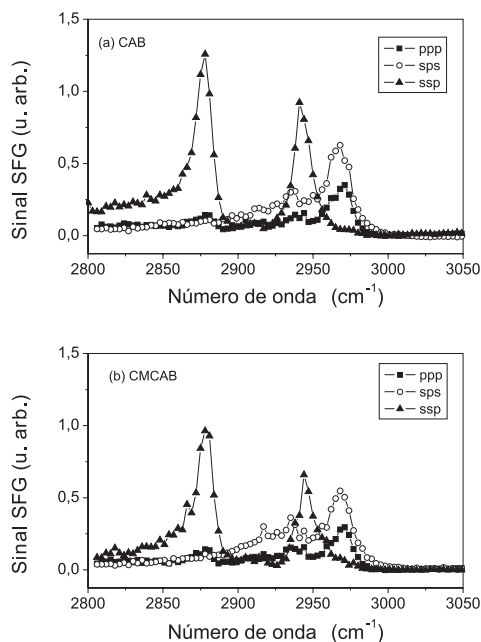 (a) CAB
ppp
sps
ssp
1,5
1,0
0,5
0,0
Sinal SFG (u. arb.)
2800 2850 2900 2950 3000 3050
Número de onda (cm-1)
(b) CMCAB
ppp
sps
ssp
1,5
1,0
0,5
0,0
Sinal SFG (u. arb.)
2800 2850 2900 2950 3000 3050
Número de onda (cm-1)